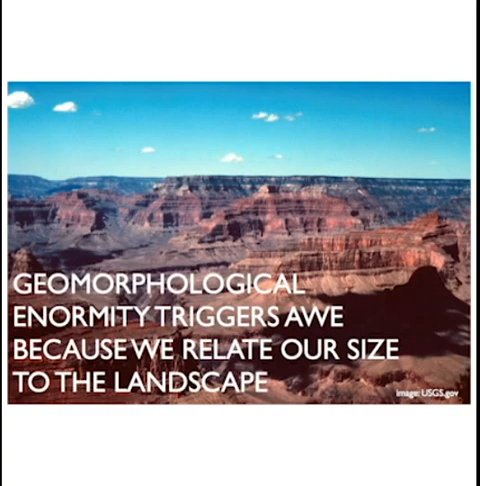 GEOMORPHOLOGICAL
ENORMITY TRIGGERS AWE
BECAUSE WE RELATE OUR SIZE
TO THE LANDSCAPE
image: USGS.gov